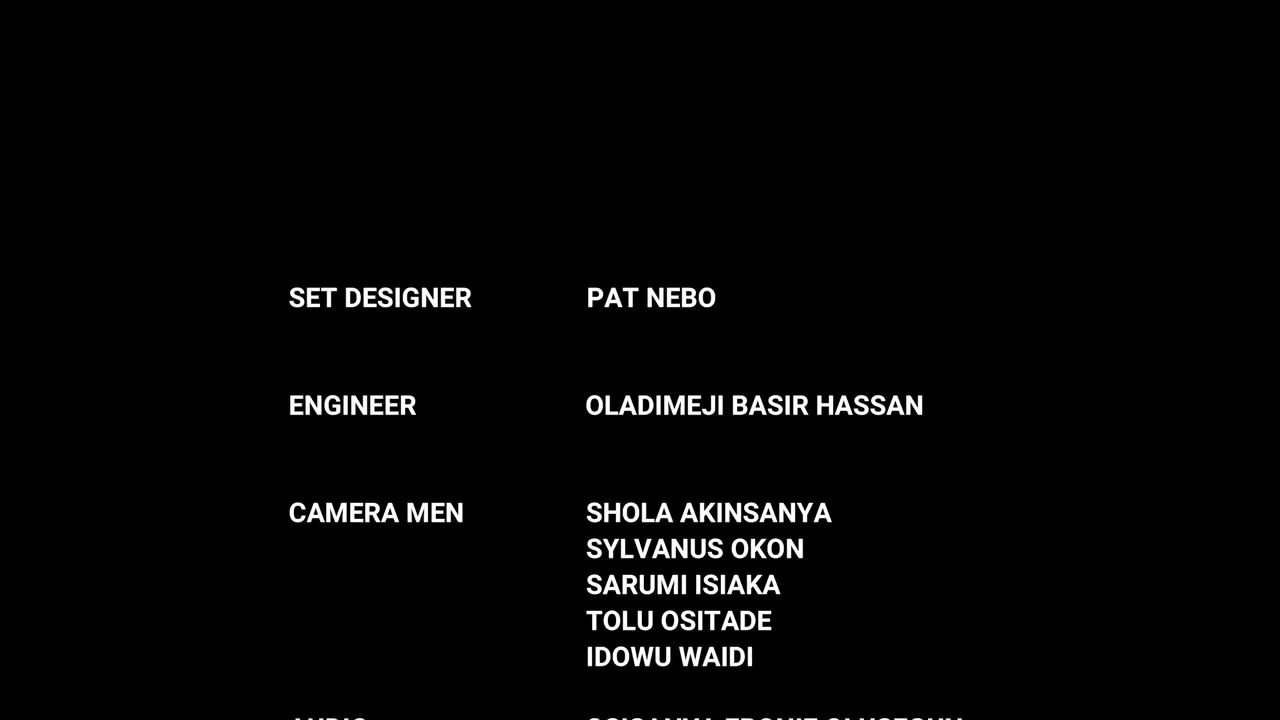 SET DESIGNER PAT NEBO
ENGINEER OLADIMEJI BASIR HASSAN
CAMERA MEN SHOLA AKINSANYA
SYLVANUS OKON
SARUMI ISIAKA
TOLU OSITADE
IDOWU WAIDI
AUDIO